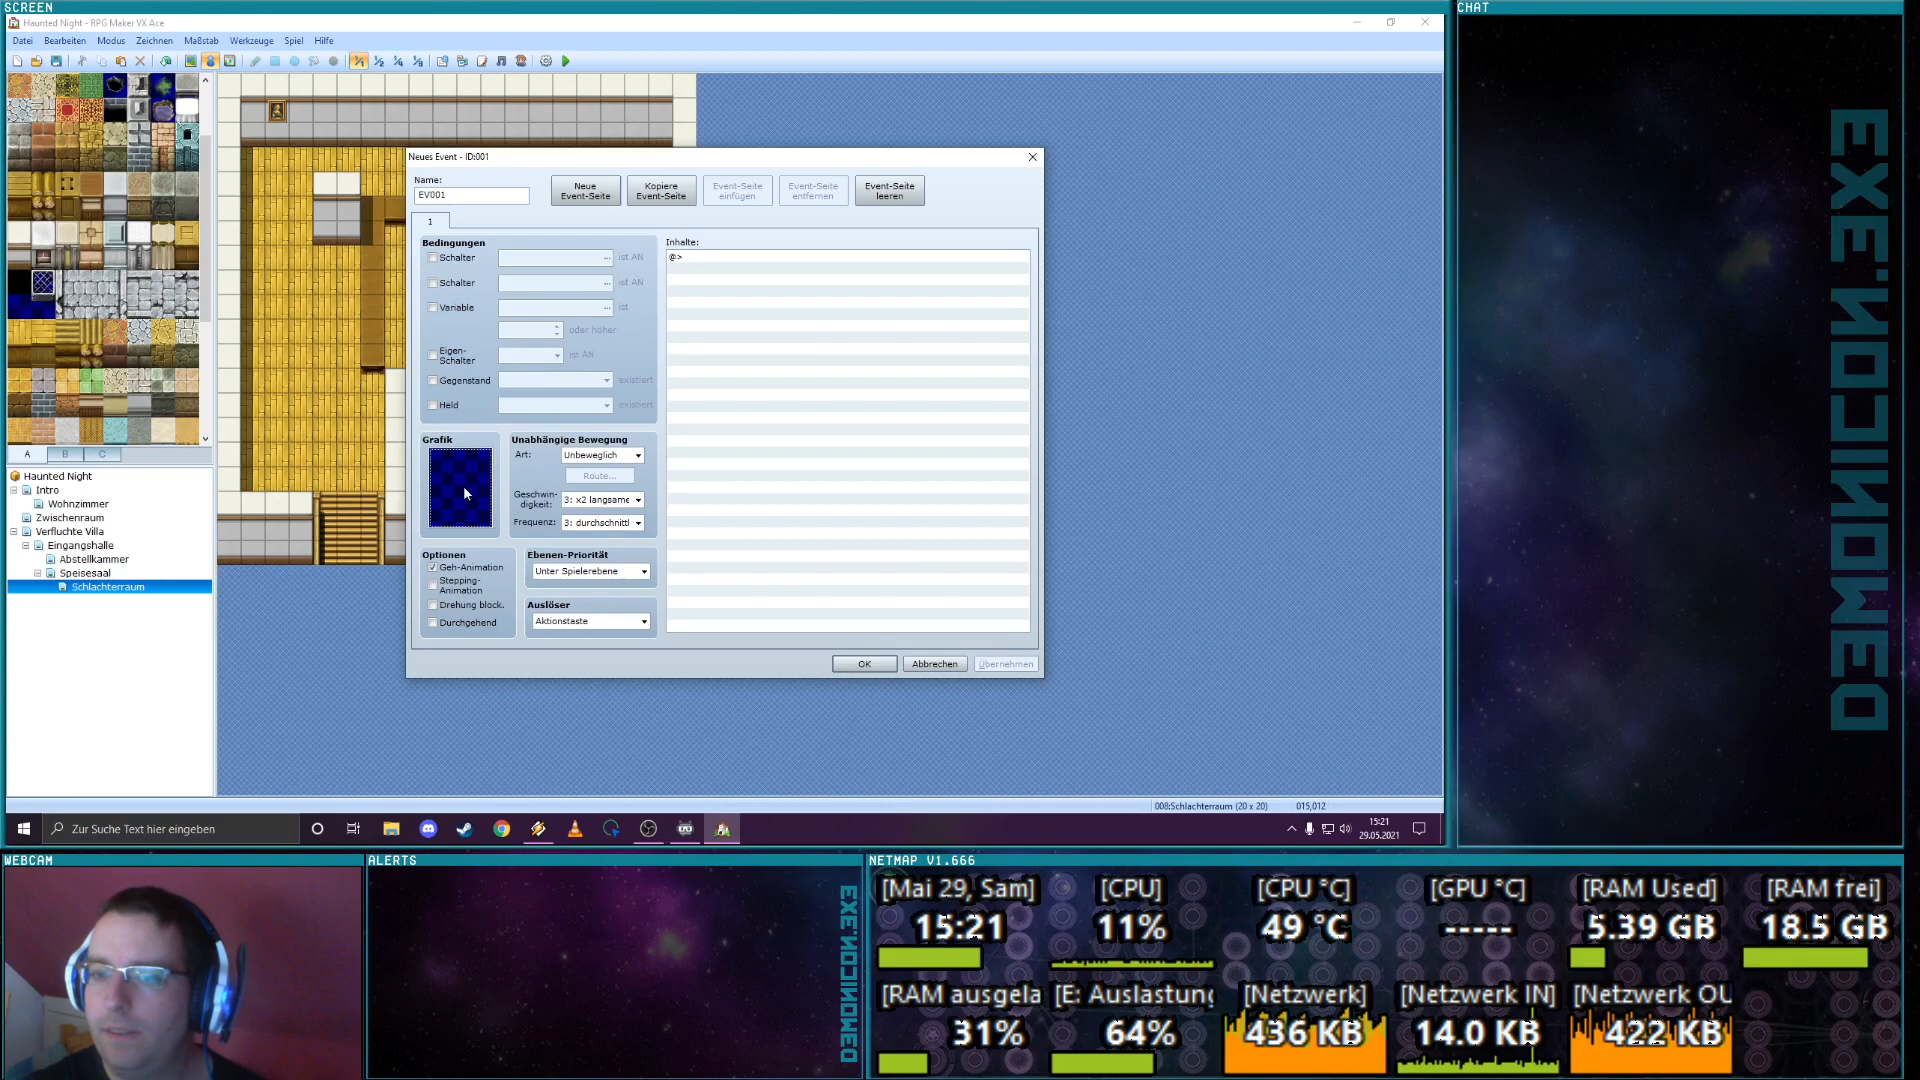 SCREEN
CHAT
Haunted Night - RPG Maker VX Ace
Datei Bearbeiten Modus Zeichnen Maßstab Werkzeuge Spiel Hilfe
Neues Event - ID:001
Name:
EV001
Neue Event-Seite
Kopiere Event-Seite
Event-Seite einfügen
Event-Seite entfernen
Event-Seite leeren
1
Bedingungen
Schalter ... ist AN
Schalter ... ist AN
Variable ... ist
oder höher
Eigen-Schalter ist AN
Gegenstand existiert
Held existiert
Inhalte:
@>
Grafik
Unabhängige Bewegung
Art: Unbeweglich
Route...
Geschwin-digkeit: 3: x2 langsame
Frequenz: 3: durchschnittl
Optionen
Geh-Animation
Stepping-Animation
Drehung block.
Durchgehend
Ebenen-Priorität
Unter Spielerebene
Auslöser
Aktionstaste
OK Abbrechen Übernehmen
A B C
Haunted Night
Intro
Wohnzimmer
Zwischenraum
Verfluchte Villa
Eingangshalle
Abstellkammer
Speisesaal
Schlachterraum
008:Schlachterraum (20 x 20) 015,012
Zur Suche Text hier eingeben
15:21
29.05.2021
WEBCAM
ALERTS
NETMAP V1.666
[Mai 29, Sam] [CPU] [CPU °C] [GPU °C] [RAM Used] [RAM frei]
15:21 11% 49 °C ----- 5.39 GB 18.5 GB
[RAM ausgela [E: Auslastung [Netzwerk] [Netzwerk IN] [Netzwerk OU
31% 64% 436 KB 14.0 KB 422 KB